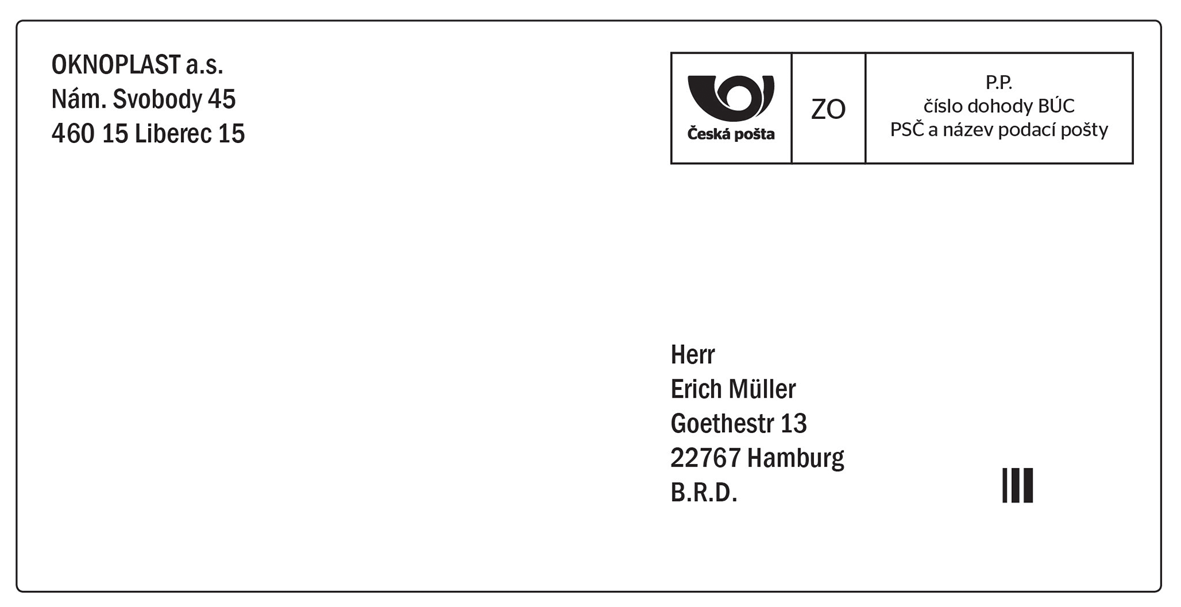 OKNOPLAST a.s.
Nám. Svobody 45
460 15 Liberec 15
Česká pošta
ZO
P.P.
číslo dohody BÚC
PSČ a název podací pošty
Herr
Erich Müller
Goethestr 13
22767 Hamburg
B.R.D.